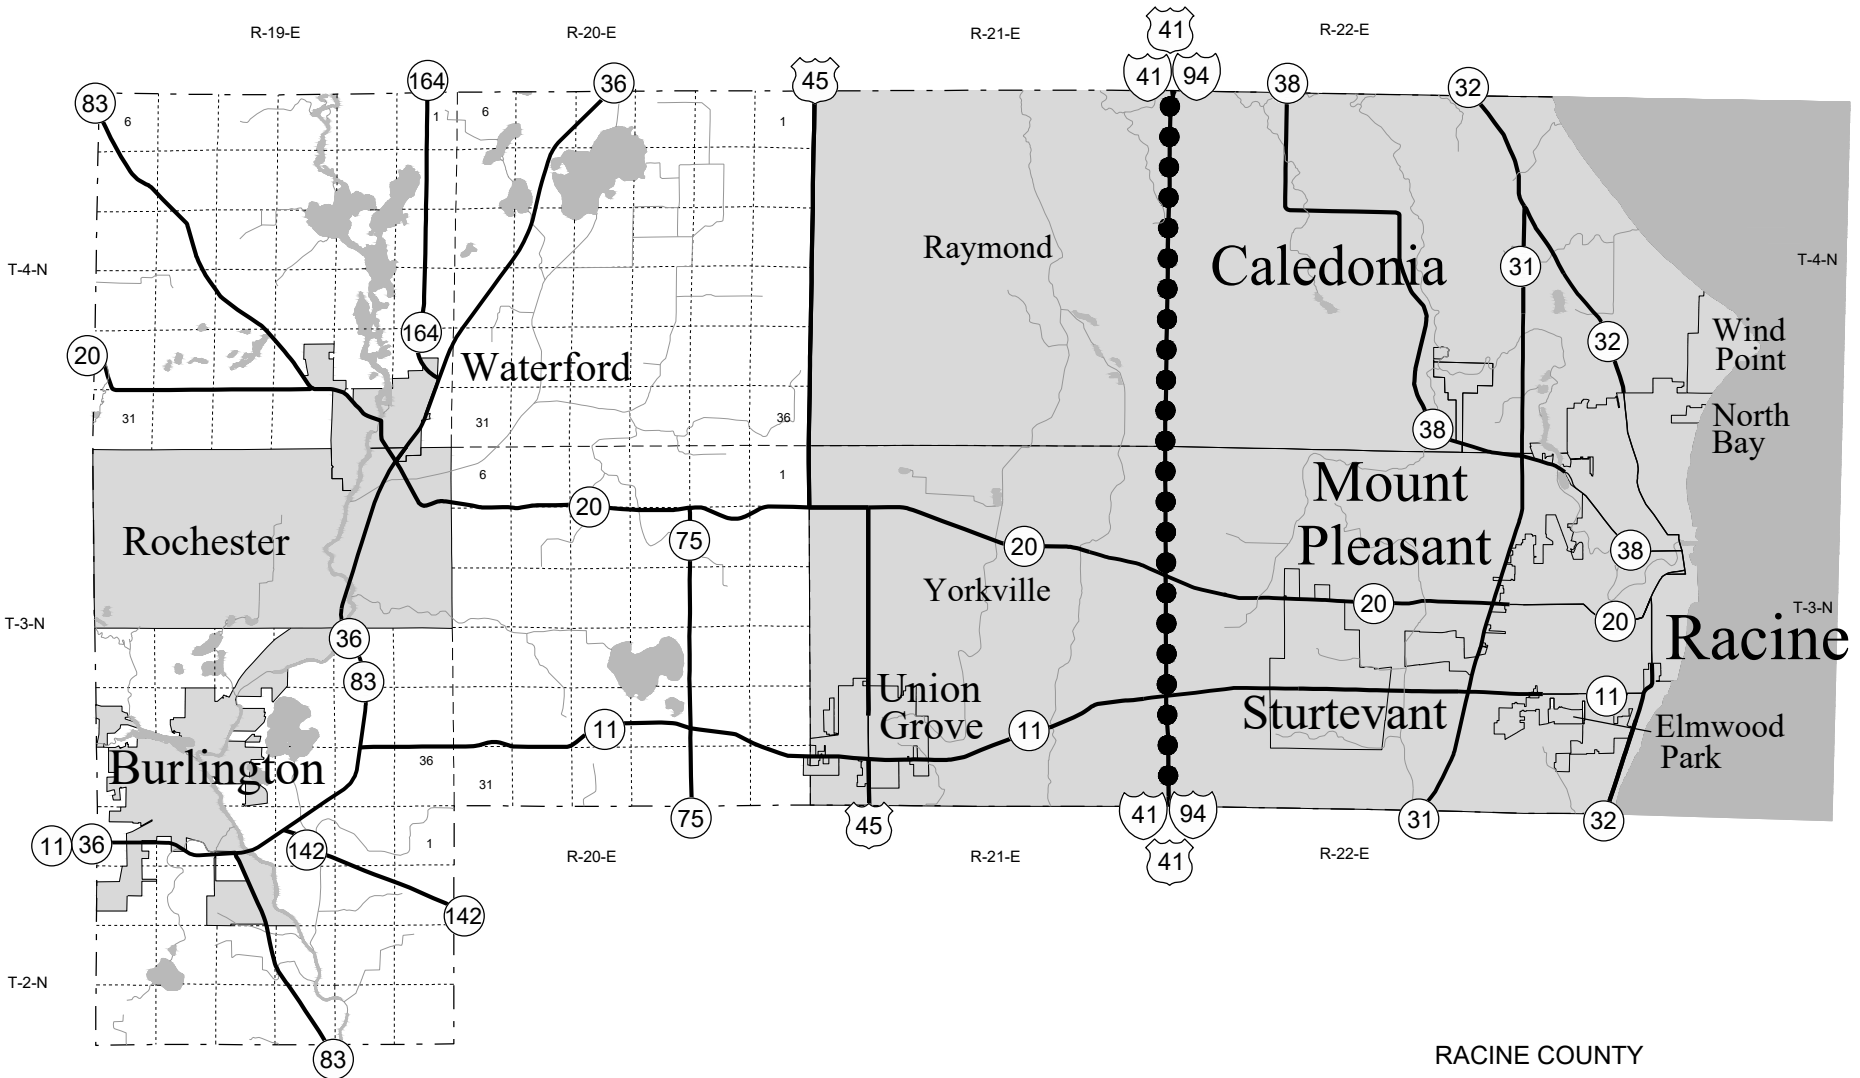 R-19-E
R-20-E
R-21-E
R-22-E
41
41
94
45
164
36
38
32
83
6
1
6
1
T-4-N
Raymond
Caledonia
31
T-4-N
164
32
Wind
Point
20
Waterford
31
31
36
38
North
Bay
6
1
Mount
Pleasant
20
75
20
38
Rochester
Yorkville
20
20
T-3-N
T-3-N
36
Racine
83
Union
Grove
11
Sturtevant
11
11
Elmwood
Park
Burlington
36
31
75
45
41
94
31
32
11
36
142
1
R-20-E
R-21-E
41
R-22-E
142
T-2-N
83
RACINE COUNTY